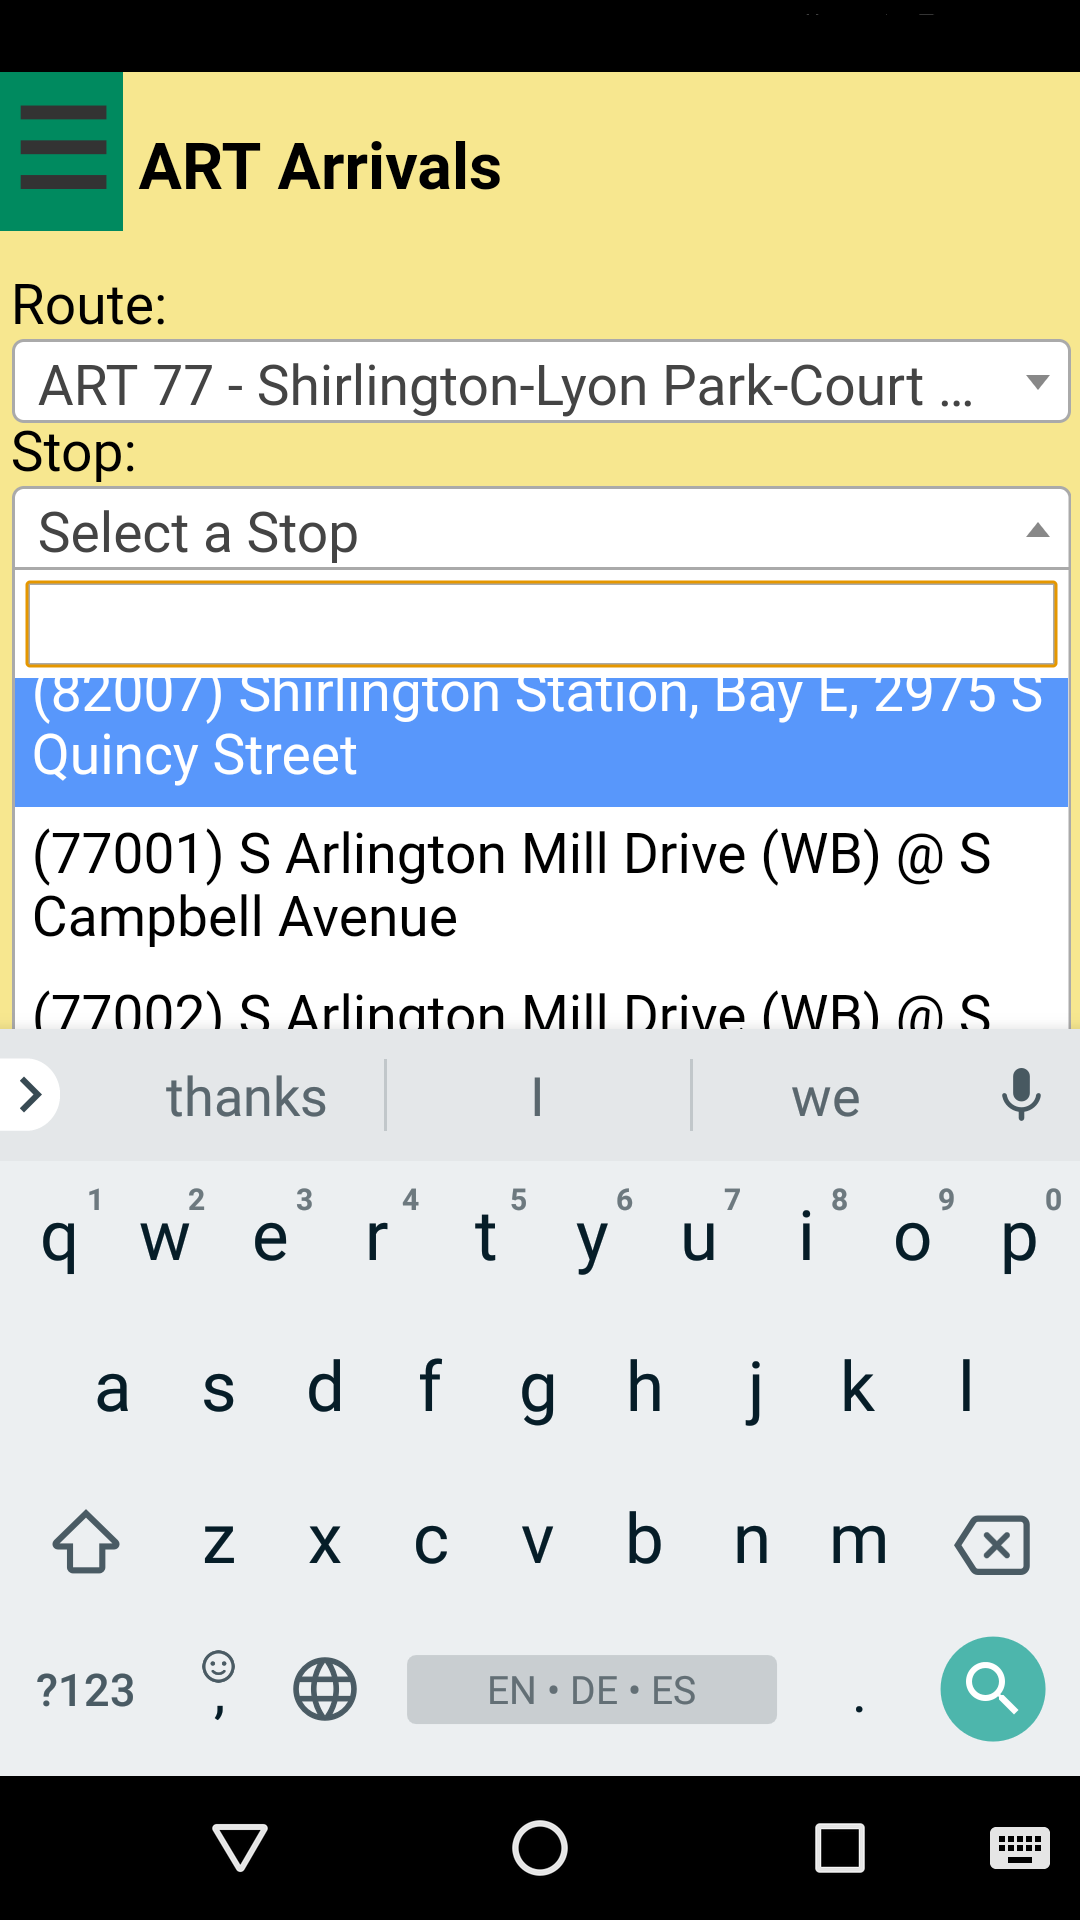 ART Arrivals
Route:
ART 77 - Shirlington-Lyon Park-Court ...
Stop:
Select a Stop
(82007) Shirlington Station, Bay E, 2975 S
Quincy Street
(77001) S Arlington Mill Drive (WB) @ S
Campbell Avenue
(77002) S Arlington Mill Drive (WB) @ S
thanks I we
1 2 3 4 5 6 7 8 9 0
q w e r t y u i o p
a s d f g h j k l
z x c v b n m
?123 , EN • DE • ES .